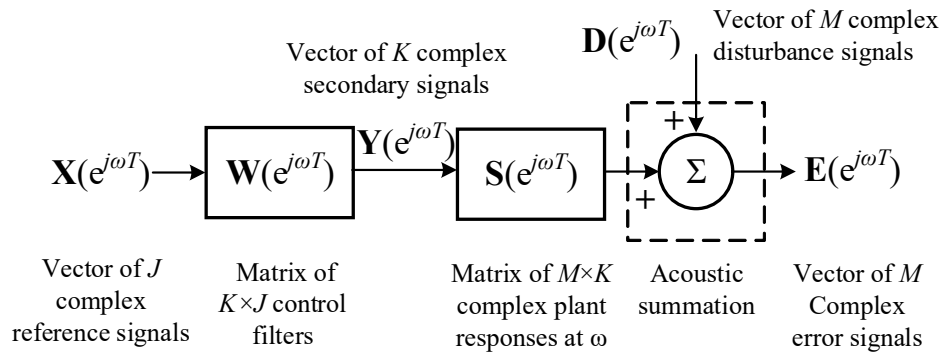 Vector of M complex
disturbance signals
D(e^{jωT})
Vector of K complex
secondary signals
X(e^{jωT})
W(e^{jωT})
Y(e^{jωT})
S(e^{jωT})
+
+
Σ
E(e^{jωT})
Vector of J
complex
reference signals
Matrix of
K×J control
filters
Matrix of M×K
complex plant
responses at ω
Acoustic
summation
Vector of M
Complex
error signals